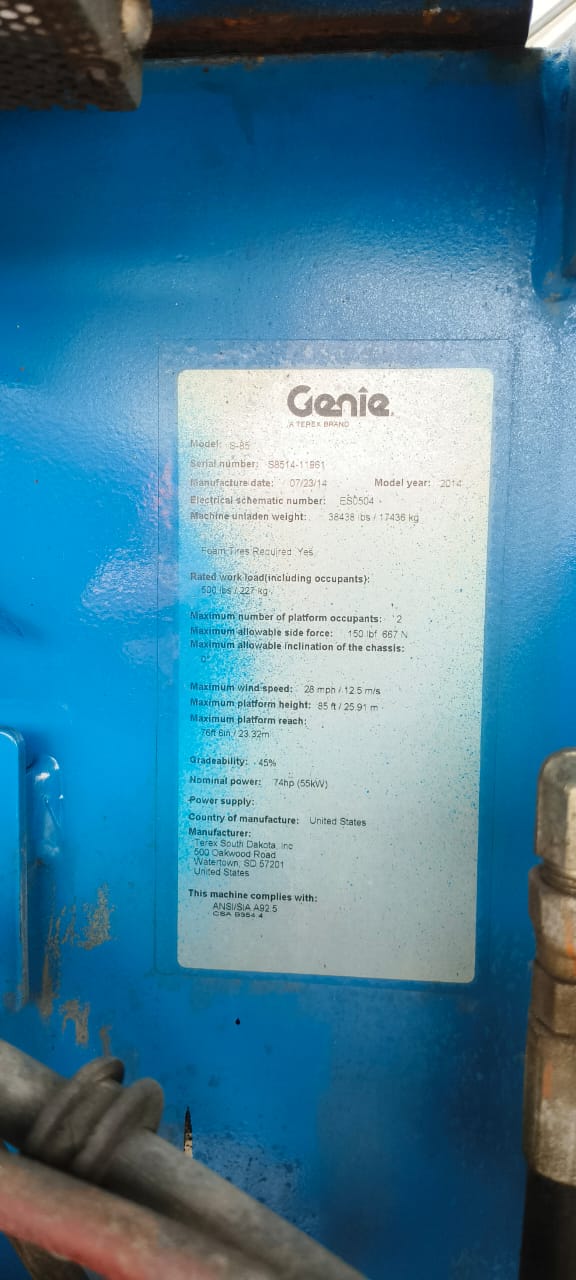 Genie
A TEREX BRAND
Model: S-85
Serial number: S8514-11961
Manufacture date: 07/23/14 Model year: 2014
Electrical schematic number: ES0504
Machine unladen weight: 38438 lbs / 17436 kg
Foam Tires Required Yes
Rated work load(including occupants):
500 lbs / 227 kg
Maximum number of platform occupants: 2
Maximum allowable side force: 150 lbf 667 N
Maximum allowable inclination of the chassis:
0°
Maximum wind speed: 28 mph / 12.5 m/s
Maximum platform height: 85 ft / 25.91 m
Maximum platform reach:
76ft 6in / 23.32m
Gradeability: 45%
Nominal power: 74hp (55kW)
Power supply:
Country of manufacture: United States
Manufacturer:
Terex South Dakota, Inc
500 Oakwood Road
Watertown, SD 57201
United States
This machine complies with:
ANSI/SIA A92.5
CSA B354.4